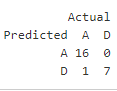 Actual
Predicted A D
A 16 0
D 1 7